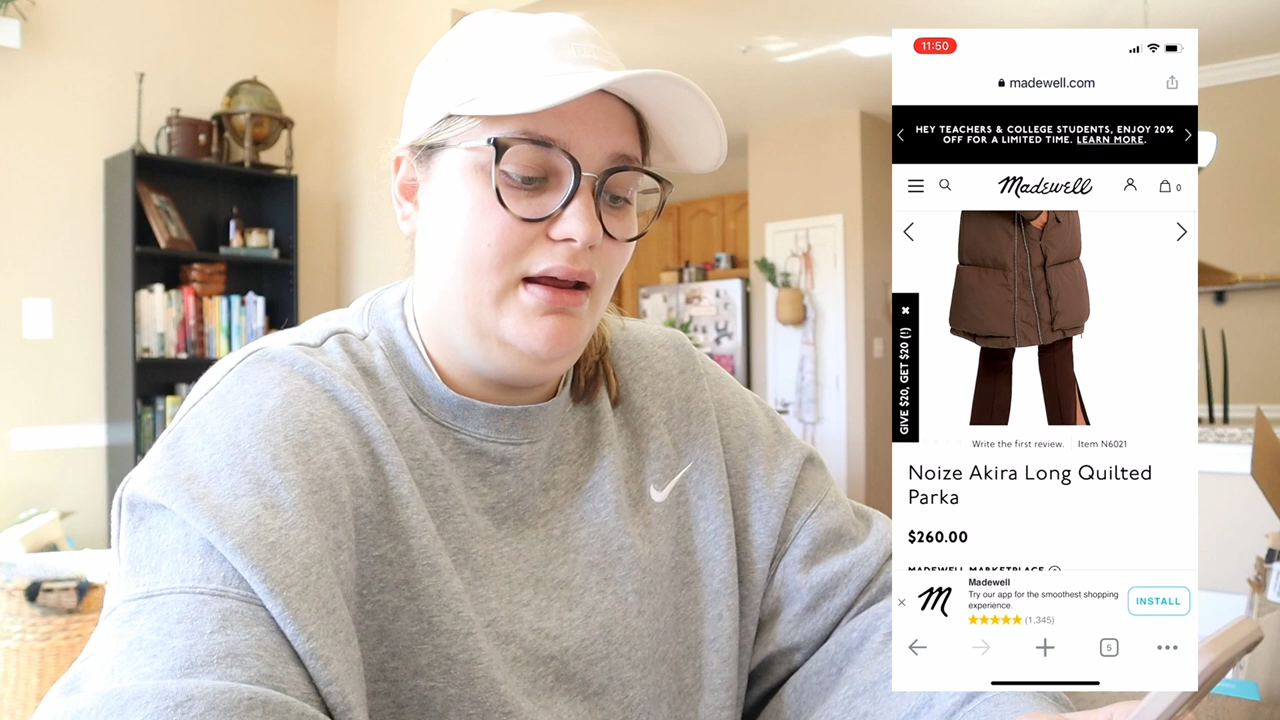 11:50
madewell.com
HEY TEACHERS & COLLEGE STUDENTS, ENJOY 20%
OFF FOR A LIMITED TIME. LEARN MORE.
Madewell
0
GIVE $20, GET $20 (!)
Write the first review.
Item N6021
Noize Akira Long Quilted
Parka
$260.00
MADEWELL MARKETPLACE
Madewell
Try our app for the smoothest shopping
experience.
(1,345)
INSTALL
5